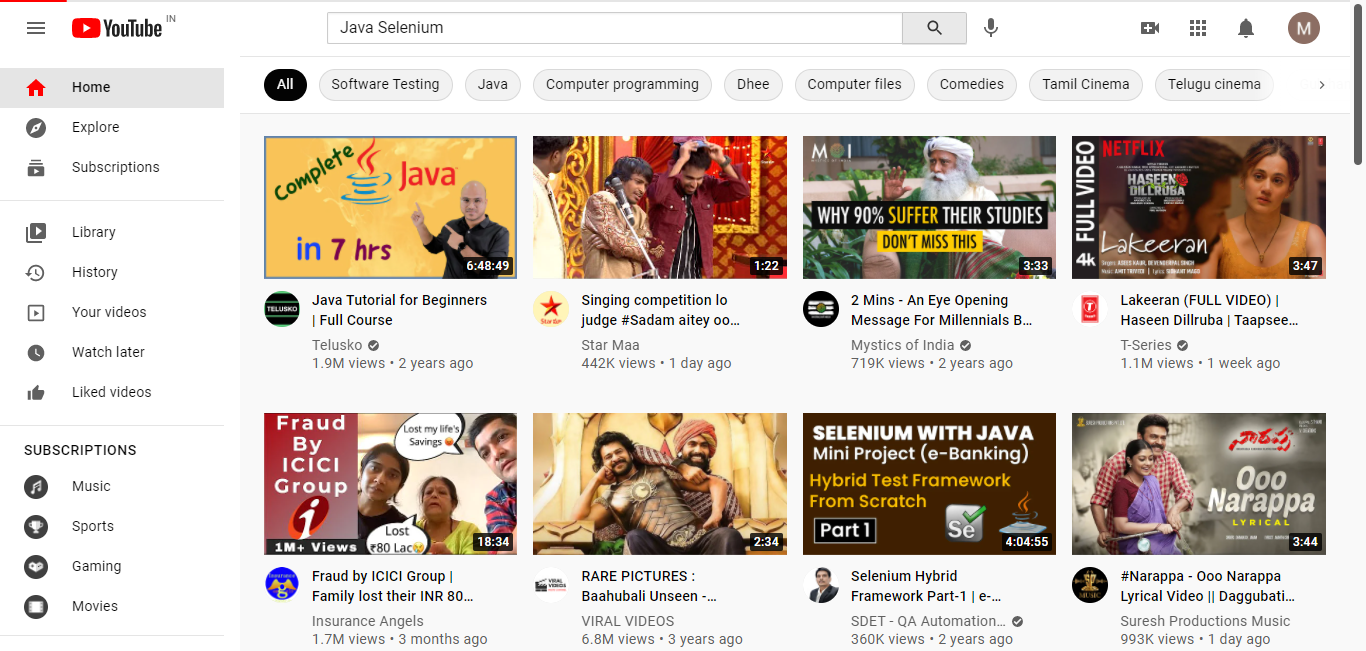 YouTube IN
Java Selenium
M
Home
Explore
Subscriptions
Library
History
Your videos
Watch later
Liked videos
SUBSCRIPTIONS
Music
Sports
Gaming
Movies
All Software Testing Java Computer programming Dhee Computer files Comedies Tamil Cinema Telugu cinema
Complete
Java
in 7 hrs
6:48:49
TELUSKO
Java Tutorial for Beginners
| Full Course
Telusko
1.9M views • 2 years ago
1:22
Singing competition lo
judge #Sadam aitey oo...
Star Maa
442K views • 1 day ago
WHY 90% SUFFER THEIR STUDIES
DON'T MISS THIS
3:33
2 Mins - An Eye Opening
Message For Millennials B...
Mystics of India
719K views • 2 years ago
4k FULL VIDEO
NETFLIX
HASEEN
DILLRUBA
Lakeeran
3:47
Lakeeran (FULL VIDEO) |
Haseen Dillruba | Taapsee...
T-Series
1.1M views • 1 week ago
Fraud
By
ICICI
Group
i
1M+ Views
Lost my life's
Savings
Lost
₹80 Lac
18:34
Fraud by ICICI Group |
Family lost their INR 80...
Insurance Angels
1.7M views • 3 months ago
2:34
VIRAL
VIDEOS
RARE PICTURES :
Baahubali Unseen -...
VIRAL VIDEOS
6.8M views • 3 years ago
SELENIUM WITH JAVA
Mini Project (e-Banking)
Hybrid Test Framework
From Scratch
Part 1
Se
4:04:55
Selenium Hybrid
Framework Part-1 | e-...
SDET - QA Automation...
360K views • 2 years ago
నారప్ప
Ooo
Narappa
LYRICAL
3:44
#Narappa - Ooo Narappa
Lyrical Video || Daggubati...
Suresh Productions Music
993K views • 1 day ago